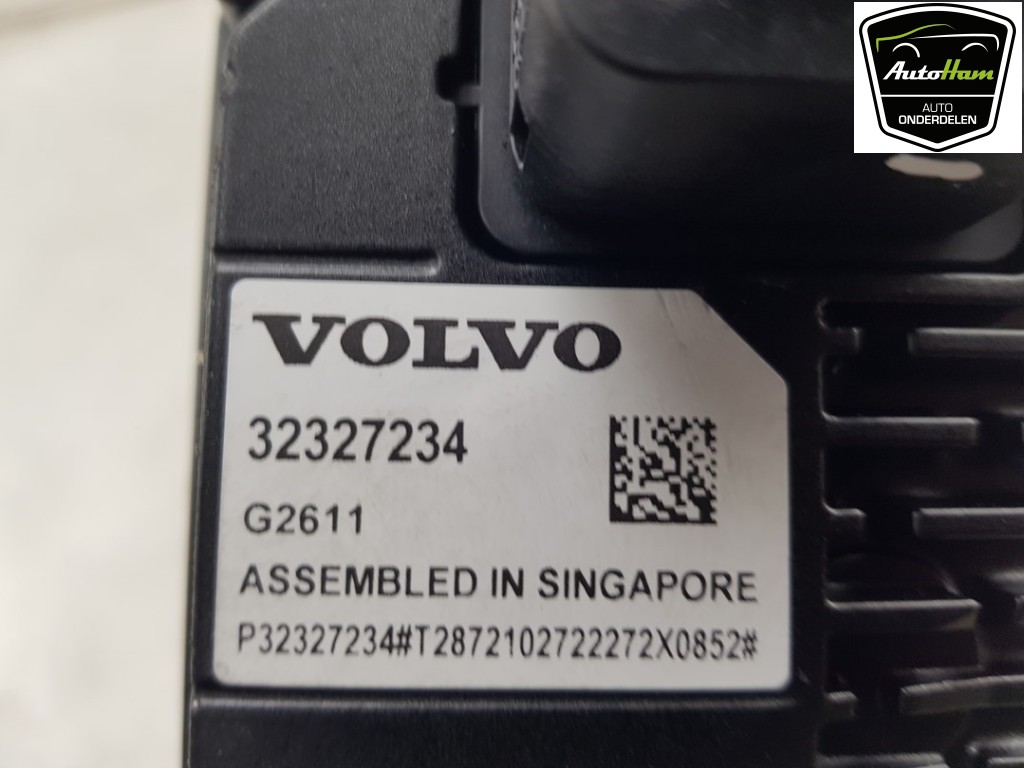 AutoHam
AUTO
ONDERDELEN
VOLVO
32327234
G2611
ASSEMBLED IN SINGAPORE
P32327234#T2872102722272X0852#